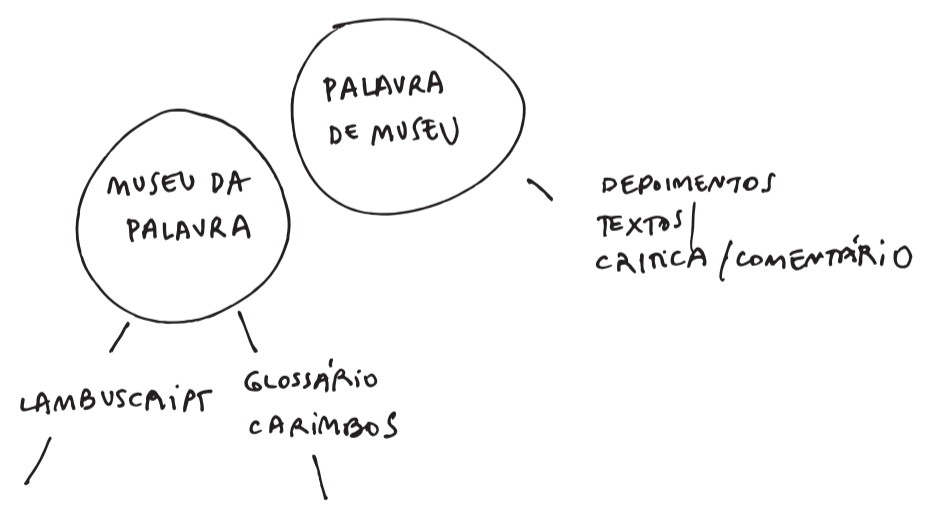 PALAVRA
DE MUSEU
MUSEU DA
PALAVRA
DEPOIMENTOS
TEXTOS/
CRITICA/COMENTÁRIO
LAMBUSCRIPT
GLOSSÁRIO
CARIMBOS